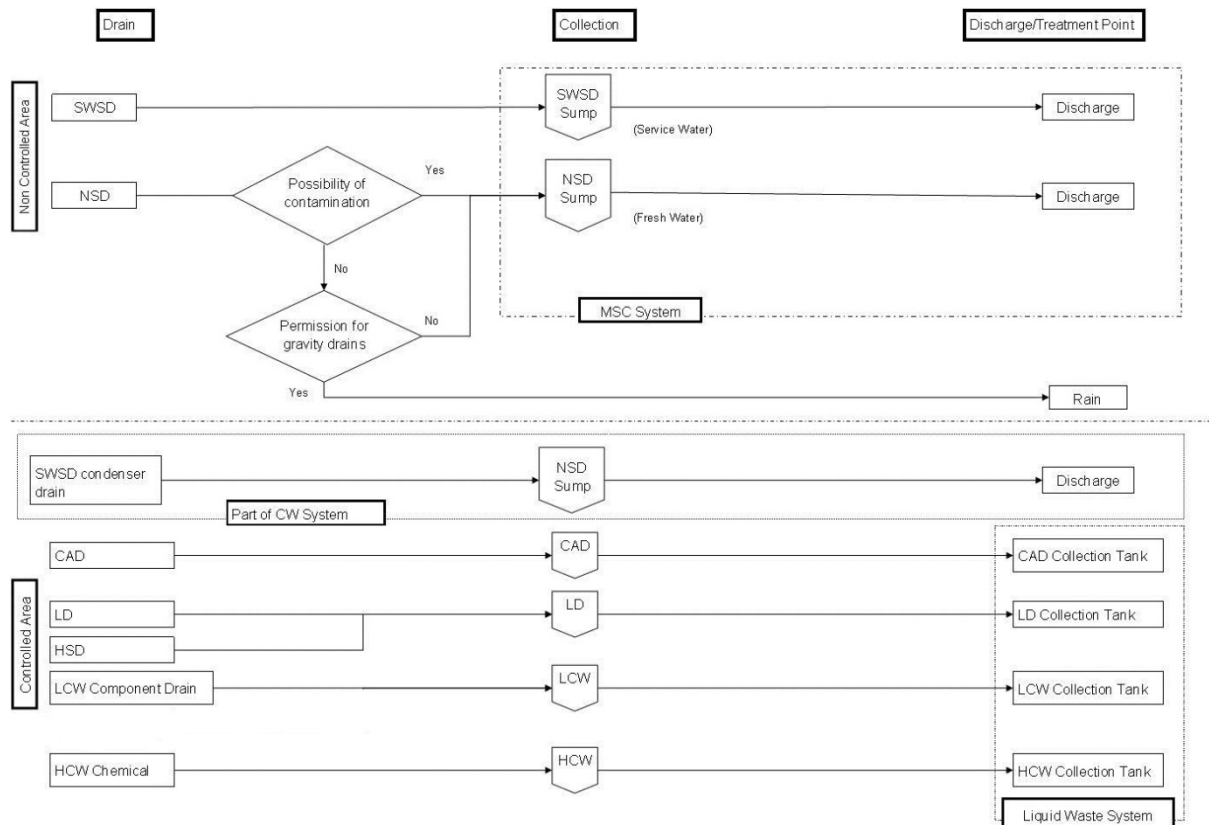 Drain
Collection
Discharge/Treatment Point
Non Controlled Area
SWSD
SWSD
Sump
(Service Water)
Discharge
NSD
Possibility of
contamination
Yes
NSD
Sump
(Fresh Water)
Discharge
No
Permission for
gravity drains
No
MSC System
Yes
Rain
SWSD condenser
drain
NSD
Sump
Discharge
Part of CW System
Controlled Area
CAD
CAD
CAD Collection Tank
LD
LD
LD Collection Tank
HSD
LCW Component Drain
LCW
LCW Collection Tank
HCW Chemical
HCW
HCW Collection Tank
Liquid Waste System